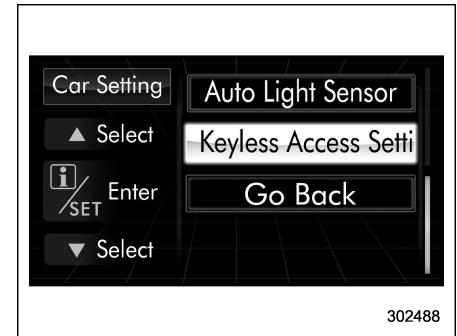 Car Setting
▲ Select
i/SET Enter
▼ Select
Auto Light Sensor
Keyless Access Setti
Go Back
302488